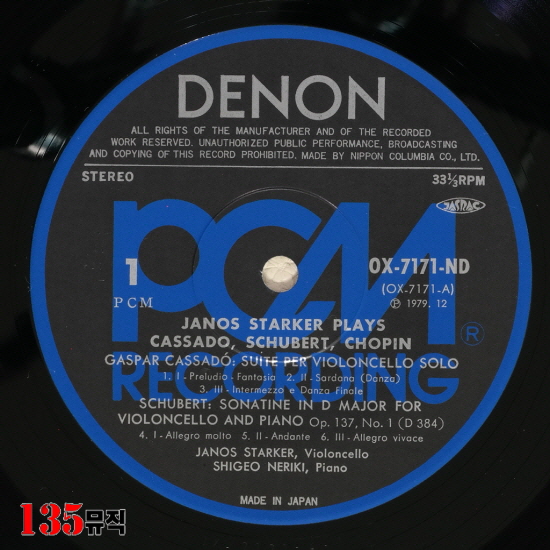 DENON
ALL RIGHTS OF THE MANUFACTURER AND OF THE RECORDED
WORK RESERVED. UNAUTHORIZED PUBLIC PERFORMANCE, BROADCASTING
AND COPYING OF THIS RECORD PROHIBITED. MADE BY NIPPON COLUMBIA CO., LTD.
STEREO
33⅓RPM
JASRAC
PCM
1
PCM
OX-7171-ND
(OX-7171-A)
Ⓟ 1979. 12
JANOS STARKER PLAYS
CASSADO, SCHUBERT, CHOPIN
®
GASPAR CASSADÓ: SUITE PER VIOLONCELLO SOLO
RECORDING
1. I - Preludio - Fantasia 2. II - Sardana (Danza)
3. III - Intermezzo e Danza Finale
SCHUBERT: SONATINE IN D MAJOR FOR
VIOLONCELLO AND PIANO Op. 137, No. 1 (D 384)
4. I - Allegro molto 5. II - Andante 6. III - Allegro vivace
JANOS STARKER, Violoncello
SHIGEO NERIKI, Piano
MADE IN JAPAN
135뮤직